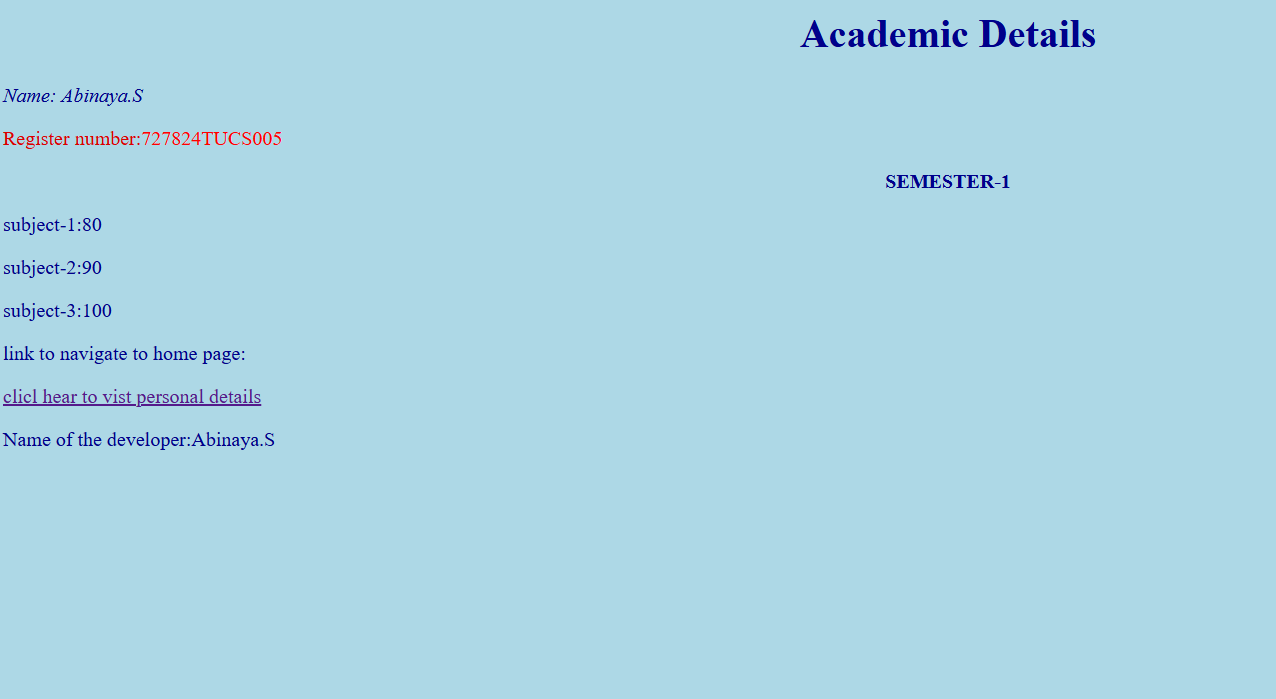 Academic Details
Name: Abinaya.S
Register number:727824TUCS005
SEMESTER-1
subject-1:80
subject-2:90
subject-3:100
link to navigate to home page:
clicl hear to vist personal details
Name of the developer:Abinaya.S